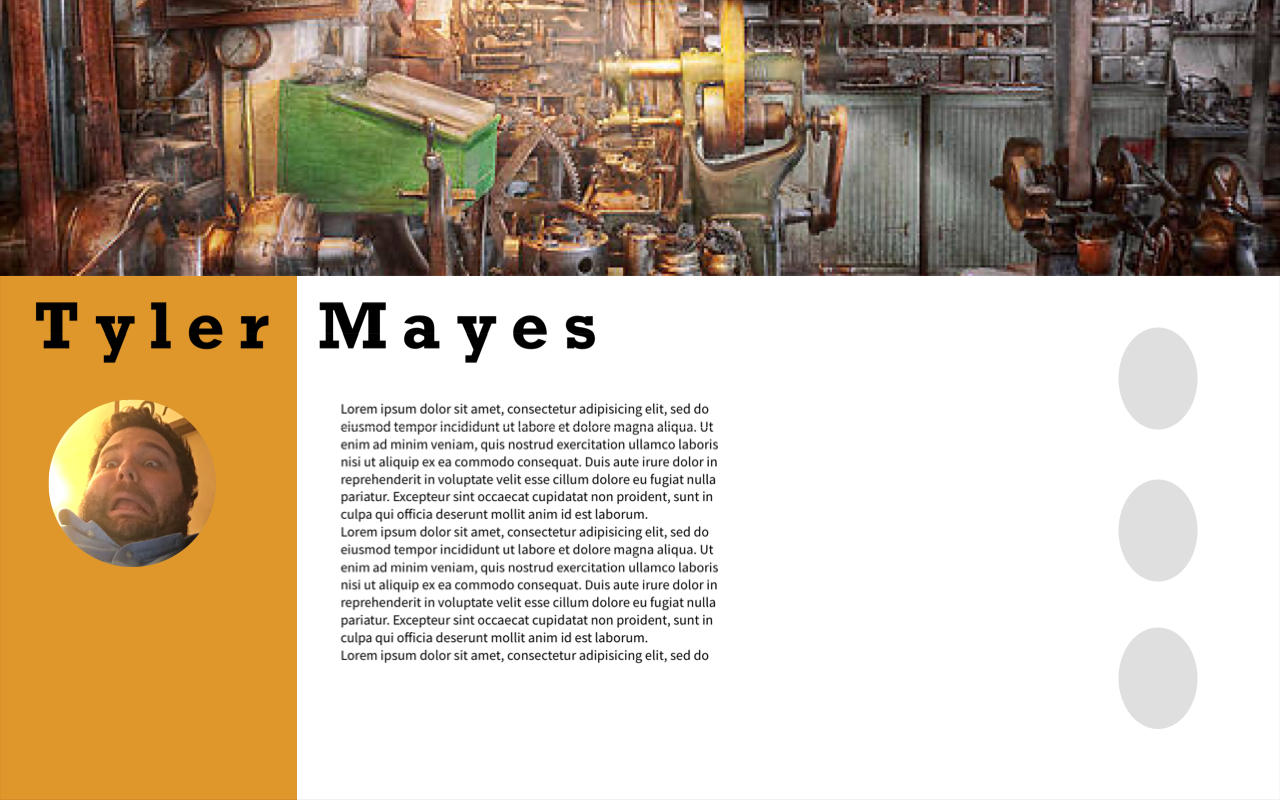 Tyler Mayes
Lorem ipsum dolor sit amet, consectetur adipisicing elit, sed do
eiusmod tempor incididunt ut labore et dolore magna aliqua. Ut
enim ad minim veniam, quis nostrud exercitation ullamco laboris
nisi ut aliquip ex ea commodo consequat. Duis aute irure dolor in
reprehenderit in voluptate velit esse cillum dolore eu fugiat nulla
pariatur. Excepteur sint occaecat cupidatat non proident, sunt in
culpa qui officia deserunt mollit anim id est laborum.
Lorem ipsum dolor sit amet, consectetur adipisicing elit, sed do
eiusmod tempor incididunt ut labore et dolore magna aliqua. Ut
enim ad minim veniam, quis nostrud exercitation ullamco laboris
nisi ut aliquip ex ea commodo consequat. Duis aute irure dolor in
reprehenderit in voluptate velit esse cillum dolore eu fugiat nulla
pariatur. Excepteur sint occaecat cupidatat non proident, sunt in
culpa qui officia deserunt mollit anim id est laborum.
Lorem ipsum dolor sit amet, consectetur adipisicing elit, sed do